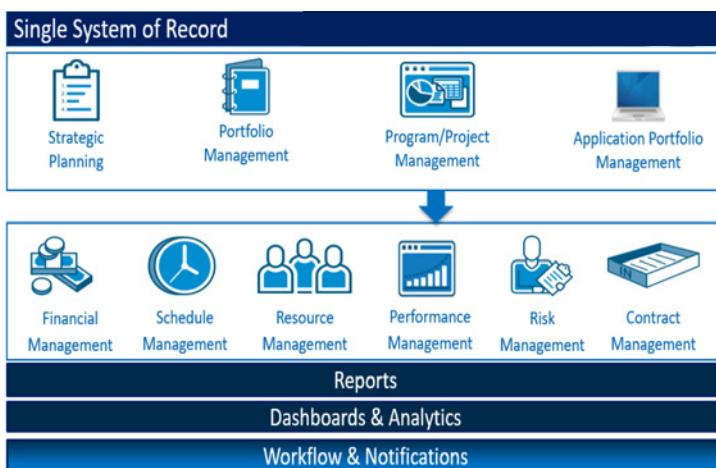 Single System of Record
Strategic
Planning
Portfolio
Management
Program/Project
Management
Application Portfolio
Management
Financial
Management
Schedule
Management
Resource
Management
Performance
Management
Risk
Management
IN
Contract
Management
Reports
Dashboards & Analytics
Workflow & Notifications